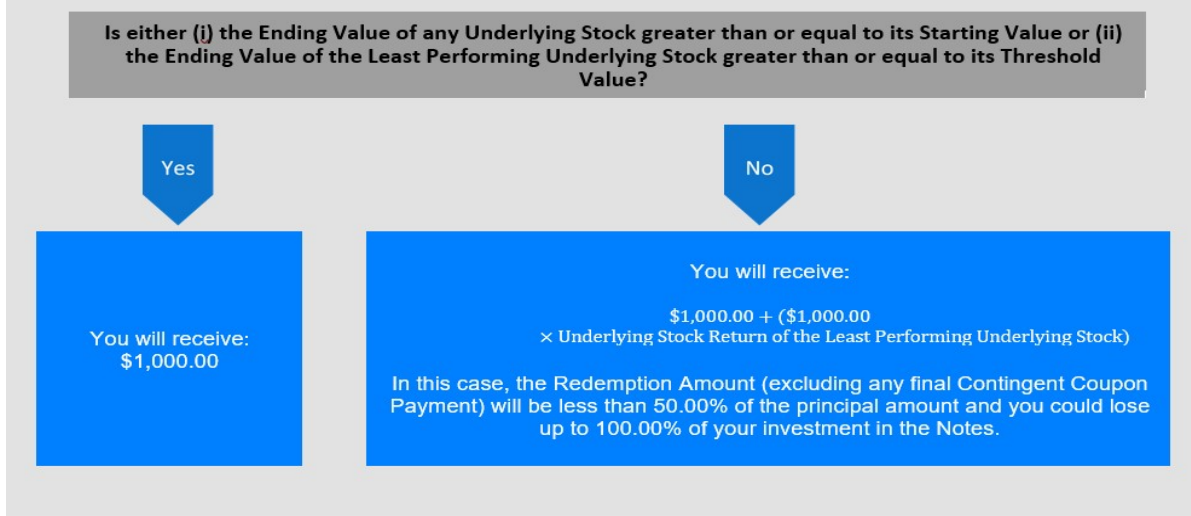 Is either (i) the Ending Value of any Underlying Stock greater than or equal to its Starting Value or (ii)
the Ending Value of the Least Performing Underlying Stock greater than or equal to its Threshold
Value?
Yes
No
You will receive:
$1,000.00
You will receive:
$1,000.00 + ($1,000.00
× Underlying Stock Return of the Least Performing Underlying Stock)
In this case, the Redemption Amount (excluding any final Contingent Coupon
Payment) will be less than 50.00% of the principal amount and you could lose
up to 100.00% of your investment in the Notes.